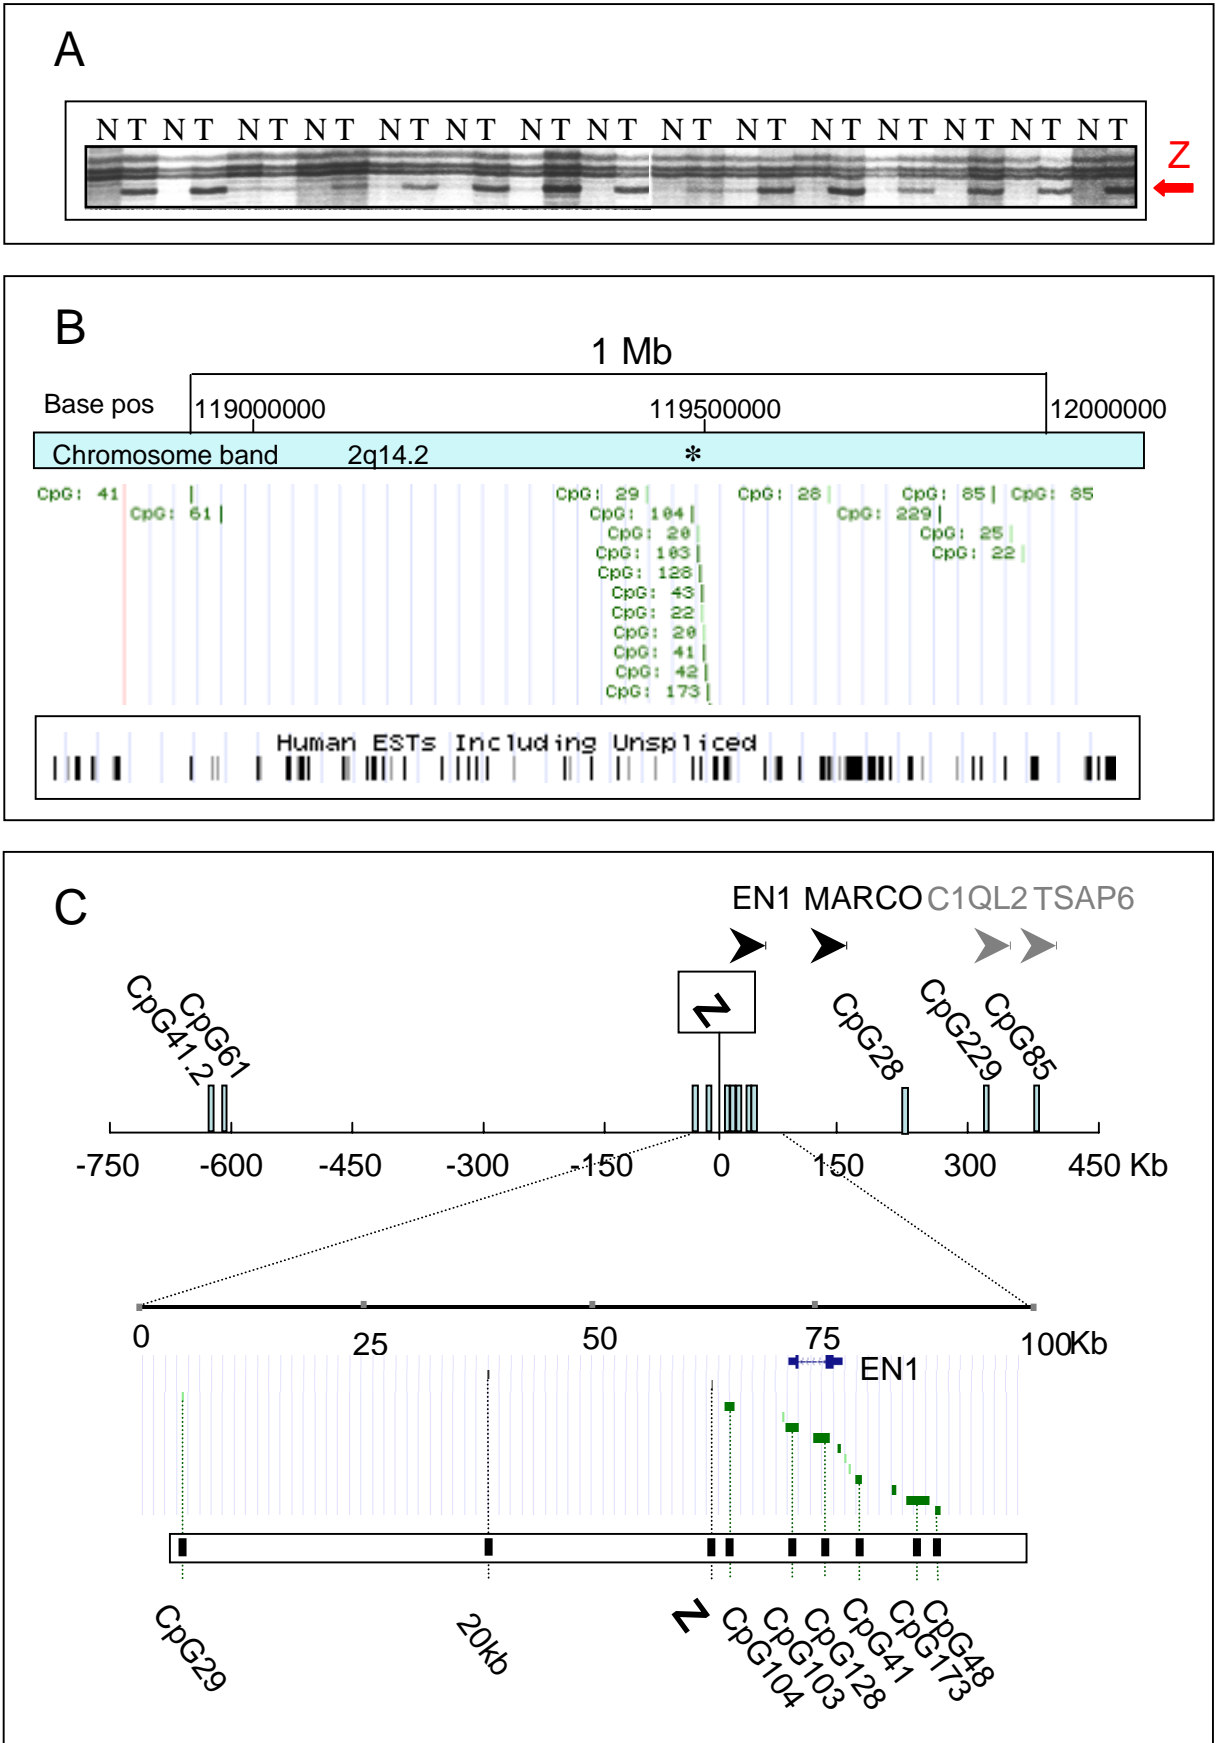 A
N T N T N T N T N T N T N T N T N T N T N T N T N T N T N T
Z
B
1 Mb
Base pos 119000000 119500000 12000000
Chromosome band 2q14.2 *
CpG: 41 CpG: 29 CpG: 28 CpG: 85 CpG: 85
CpG: 61 CpG: 104 CpG: 229
CpG: 20 CpG: 25
CpG: 103 CpG: 22
CpG: 128
CpG: 43
CpG: 22
CpG: 20
CpG: 41
CpG: 42
CpG: 173
Human ESTs Including Unspliced
C
EN1 MARCO C1QL2 TSAP6
CpG41.2 CpG61 Z CpG28 CpG229 CpG85
-750 -600 -450 -300 -150 0 150 300 450 Kb
0 25 50 75 100Kb
EN1
CpG29 20kb Z CpG104 CpG103 CpG128 CpG41 CpG173 CpG48